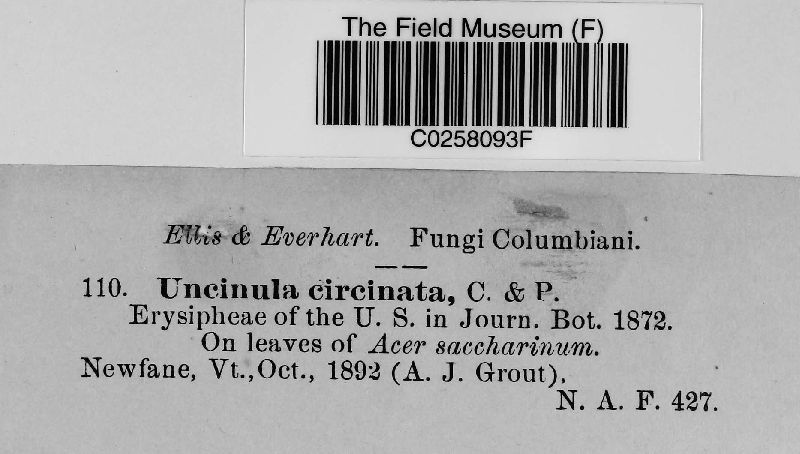 The Field Museum (F)
C0258093F
Ellis & Everhart. Fungi Columbiani.
110. Uncinula circinata, C. & P.
Erysipheae of the U. S. in Journ. Bot. 1872.
On leaves of Acer saccharinum.
Newfane, Vt., Oct., 1892 (A. J. Grout).
N. A. F. 427.